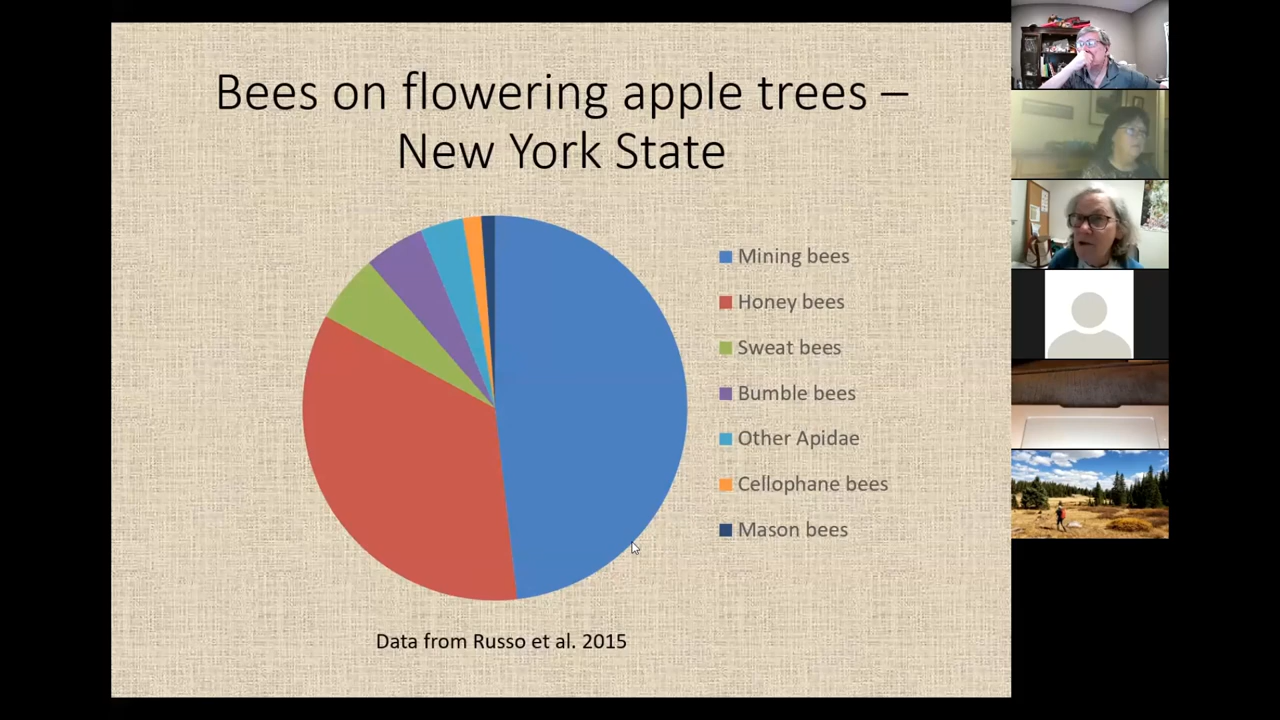 Bees on flowering apple trees –
New York State
Mining bees
Honey bees
Sweat bees
Bumble bees
Other Apidae
Cellophane bees
Mason bees
Data from Russo et al. 2015